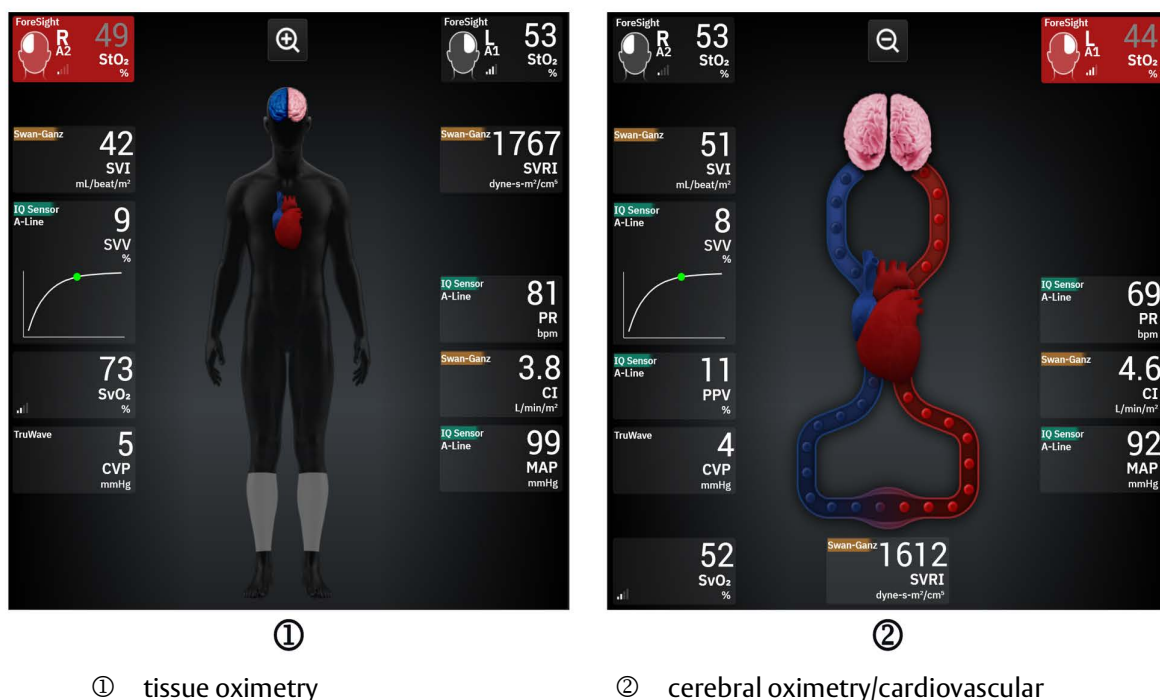 ForeSight
R
A2
49
StO₂
%
ForeSight
L
A1
53
StO₂
%
Swan-Ganz
42
SVI
mL/beat/m²
Swan-Ganz
1767
SVRI
dyne-s-m²/cm⁵
IQ Sensor
A-Line
9
SVV
%
IQ Sensor
A-Line
81
PR
bpm
73
SvO₂
%
Swan-Ganz
3.8
CI
L/min/m²
TruWave
5
CVP
mmHg
IQ Sensor
A-Line
99
MAP
mmHg
①
ForeSight
R
A2
53
StO₂
%
ForeSight
L
A1
44
StO₂
%
Swan-Ganz
51
SVI
mL/beat/m²
IQ Sensor
A-Line
8
SVV
%
IQ Sensor
A-Line
69
PR
bpm
IQ Sensor
A-Line
11
PPV
%
Swan-Ganz
4.6
CI
L/min/m²
TruWave
4
CVP
mmHg
IQ Sensor
A-Line
92
MAP
mmHg
52
SvO₂
%
Swan-Ganz
1612
SVRI
dyne-s-m²/cm⁵
②
① tissue oximetry
② cerebral oximetry/cardiovascular